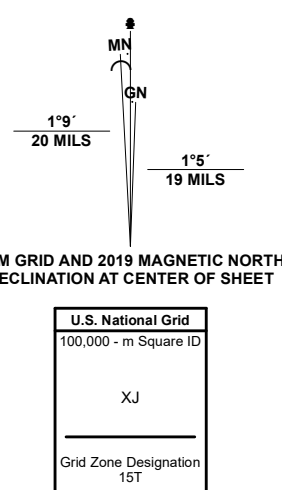 MN
GN
1°9´
20 MILS
1°5´
19 MILS
M GRID AND 2019 MAGNETIC NORTH
ECLINATION AT CENTER OF SHEET
U.S. National Grid
100,000 - m Square ID
XJ
Grid Zone Designation
15T